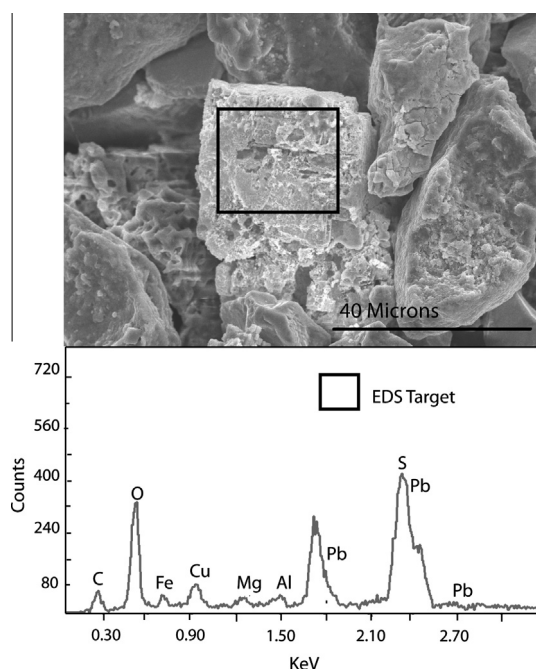 40 Microns
720
EDS Target
560
Counts
S
400
Pb
O
240
Pb
C
Fe
Cu
Mg
Al
Pb
80
0.30
0.90
1.50
2.10
2.70
KeV